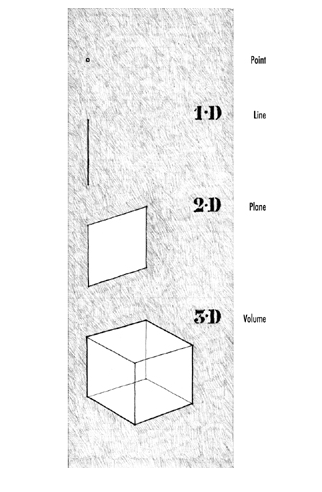 Point
1·D Line
2·D Plane
3·D Volume